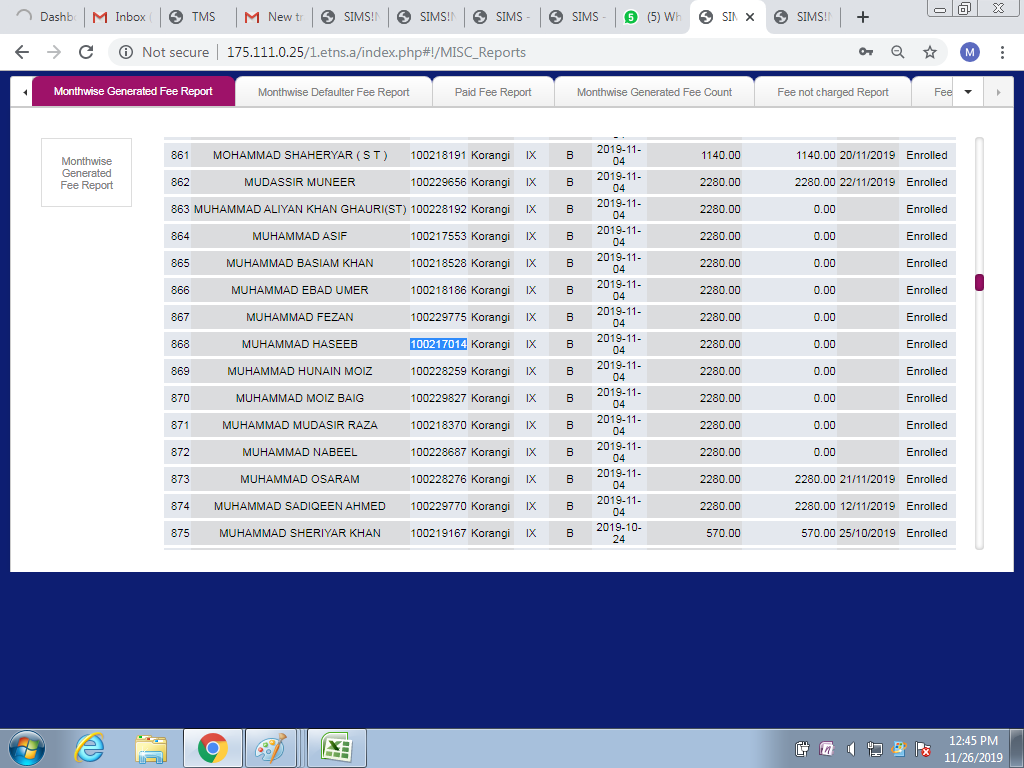 Dashb
Inbox (
TMS
New tr
SIMS!N
SIMS!N
SIMS -
SIMS -
5
(5) Wh
SIM
SIMS!N
Not secure
175.111.0.25/1.etns.a/index.php#!/MISC_Reports
M
Monthwise Generated Fee Report
Monthwise Defaulter Fee Report
Paid Fee Report
Monthwise Generated Fee Count
Fee not charged Report
Fee
Monthwise
Generated
Fee Report
861 MOHAMMAD SHAHERYAR ( S T ) 100218191 Korangi IX B 2019-11-04 1140.00 1140.00 20/11/2019 Enrolled
862 MUDASSIR MUNEER 100229656 Korangi IX B 2019-11-04 2280.00 2280.00 22/11/2019 Enrolled
863 MUHAMMAD ALIYAN KHAN GHAURI(ST) 100228192 Korangi IX B 2019-11-04 2280.00 0.00 Enrolled
864 MUHAMMAD ASIF 100217553 Korangi IX B 2019-11-04 2280.00 0.00 Enrolled
865 MUHAMMAD BASIAM KHAN 100218528 Korangi IX B 2019-11-04 2280.00 0.00 Enrolled
866 MUHAMMAD EBAD UMER 100218186 Korangi IX B 2019-11-04 2280.00 0.00 Enrolled
867 MUHAMMAD FEZAN 100229775 Korangi IX B 2019-11-04 2280.00 0.00 Enrolled
868 MUHAMMAD HASEEB 100217014 Korangi IX B 2019-11-04 2280.00 0.00 Enrolled
869 MUHAMMAD HUNAIN MOIZ 100228259 Korangi IX B 2019-11-04 2280.00 0.00 Enrolled
870 MUHAMMAD MOIZ BAIG 100229827 Korangi IX B 2019-11-04 2280.00 0.00 Enrolled
871 MUHAMMAD MUDASIR RAZA 100218370 Korangi IX B 2019-11-04 2280.00 0.00 Enrolled
872 MUHAMMAD NABEEL 100228687 Korangi IX B 2019-11-04 2280.00 0.00 Enrolled
873 MUHAMMAD OSARAM 100228276 Korangi IX B 2019-11-04 2280.00 2280.00 21/11/2019 Enrolled
874 MUHAMMAD SADIQEEN AHMED 100229770 Korangi IX B 2019-11-04 2280.00 2280.00 12/11/2019 Enrolled
875 MUHAMMAD SHERIYAR KHAN 100219167 Korangi IX B 2019-10-24 570.00 570.00 25/10/2019 Enrolled
12:45 PM
11/26/2019